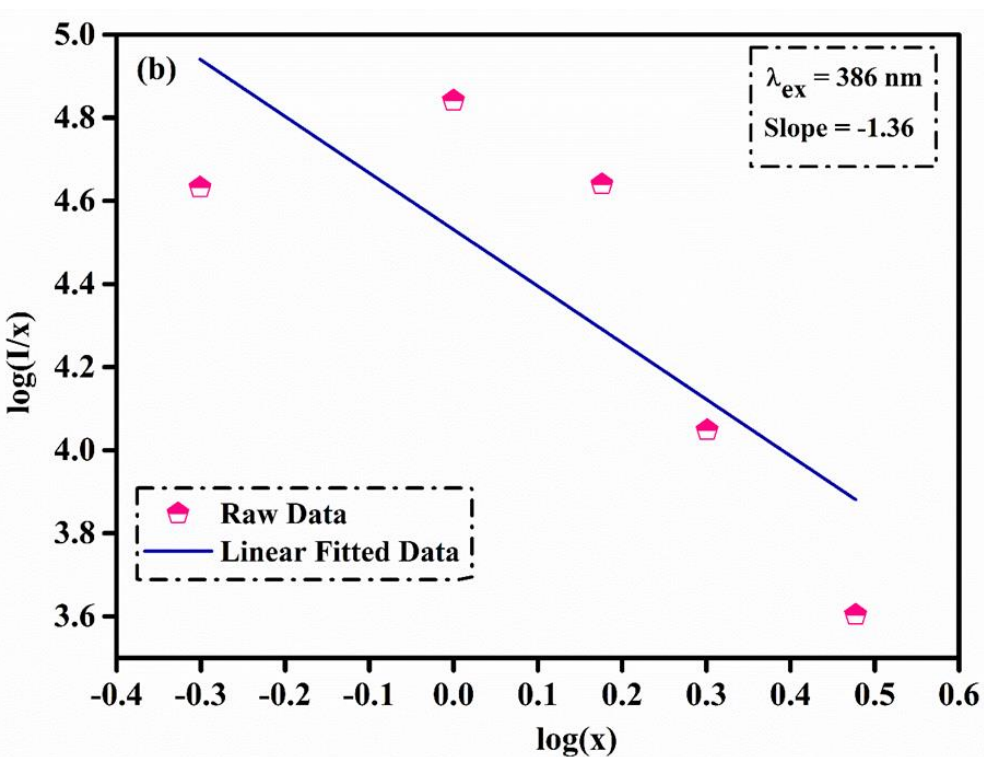 (b)
λex = 386 nm
Slope = -1.36
5.0
4.8
4.6
4.4
4.2
4.0
3.8
3.6
log(I/x)
Raw Data
Linear Fitted Data
-0.4 -0.3 -0.2 -0.1 0.0 0.1 0.2 0.3 0.4 0.5 0.6
log(x)